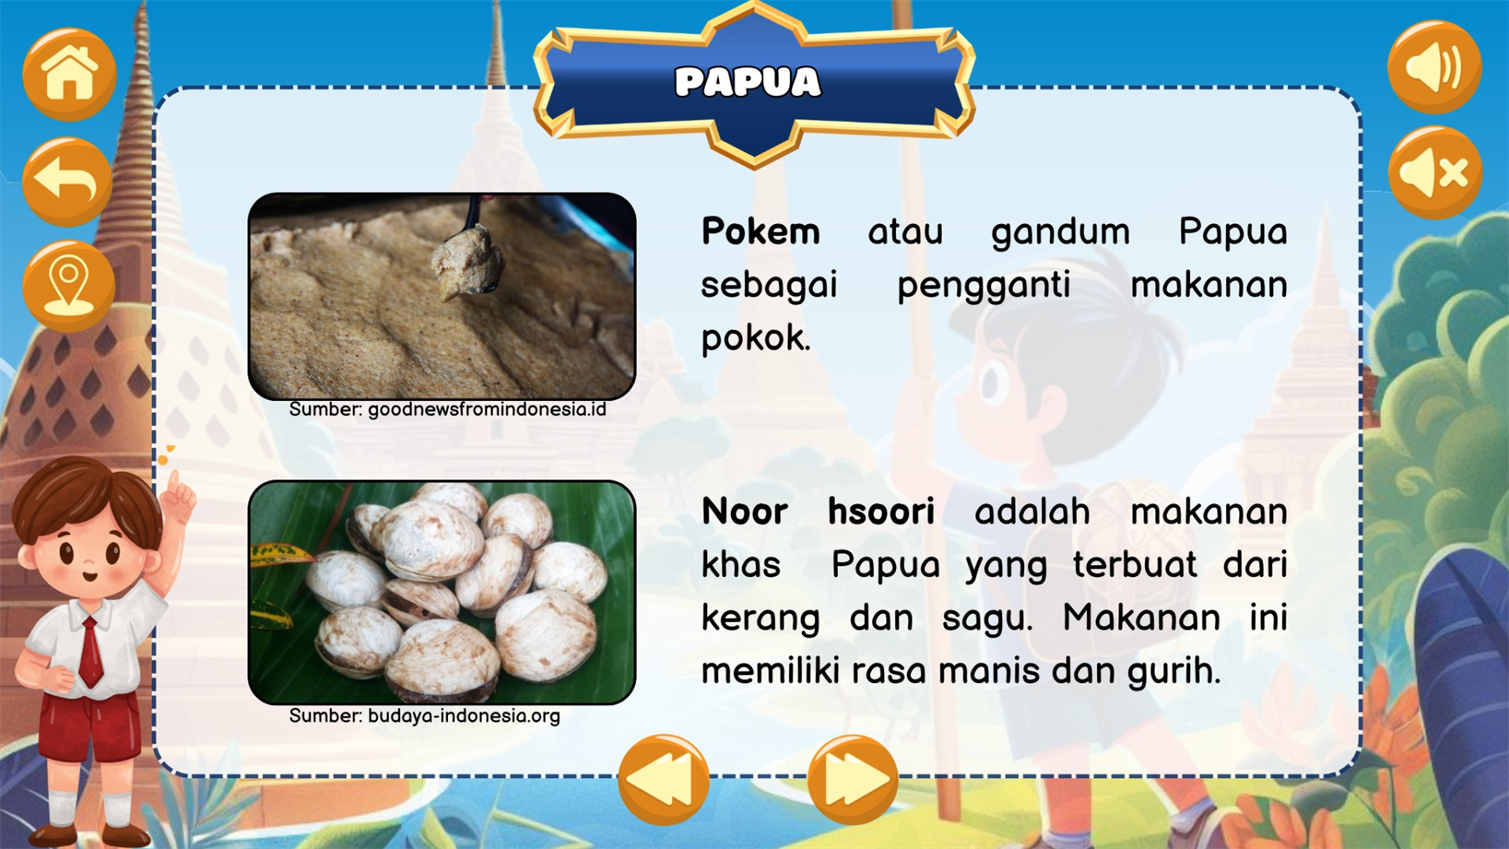 PAPUA
Pokem atau gandum Papua
sebagai pengganti makanan
pokok.
Sumber: goodnewsfromindonesia.id
Noor hsoori adalah makanan
khas Papua yang terbuat dari
kerang dan sagu. Makanan ini
memiliki rasa manis dan gurih.
Sumber: budaya-indonesia.org